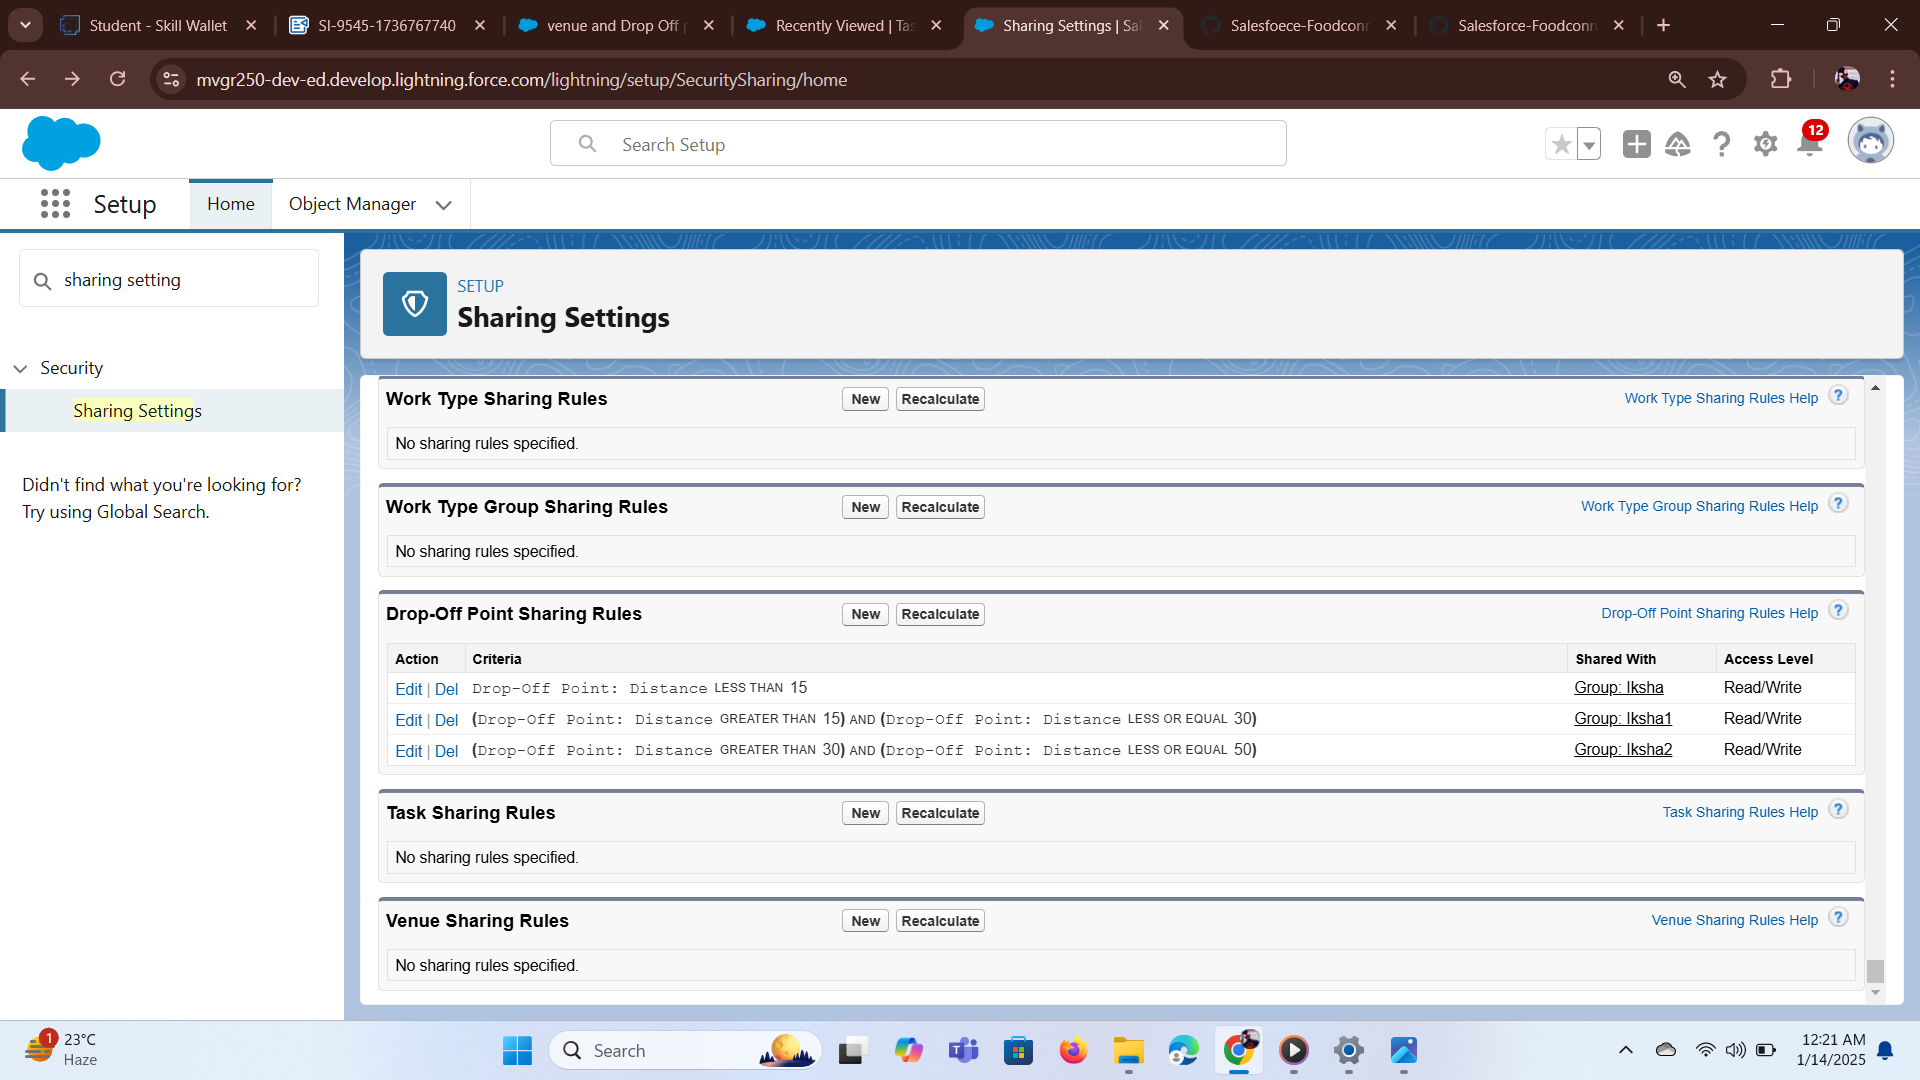 Student - Skill Wallet
SI-9545-1736767740
venue and Drop Off
Recently Viewed | Tas
Sharing Settings | Sal
Salesfoece-Foodconn
Salesforce-Foodconn
mvgr250-dev-ed.develop.lightning.force.com/lightning/setup/SecuritySharing/home
Search Setup
12
Setup
Home
Object Manager
sharing setting
Security
Sharing Settings
Didn't find what you're looking for?
Try using Global Search.
SETUP
Sharing Settings
Work Type Sharing Rules New Recalculate Work Type Sharing Rules Help ?
No sharing rules specified.
Work Type Group Sharing Rules New Recalculate Work Type Group Sharing Rules Help ?
No sharing rules specified.
Drop-Off Point Sharing Rules New Recalculate Drop-Off Point Sharing Rules Help ?
Action Criteria Shared With Access Level
Edit | Del Drop-Off Point: Distance LESS THAN 15 Group: Iksha Read/Write
Edit | Del (Drop-Off Point: Distance GREATER THAN 15) AND (Drop-Off Point: Distance LESS OR EQUAL 30) Group: Iksha1 Read/Write
Edit | Del (Drop-Off Point: Distance GREATER THAN 30) AND (Drop-Off Point: Distance LESS OR EQUAL 50) Group: Iksha2 Read/Write
Task Sharing Rules New Recalculate Task Sharing Rules Help ?
No sharing rules specified.
Venue Sharing Rules New Recalculate Venue Sharing Rules Help ?
No sharing rules specified.
1
23°C
Haze
Search
12:21 AM
1/14/2025